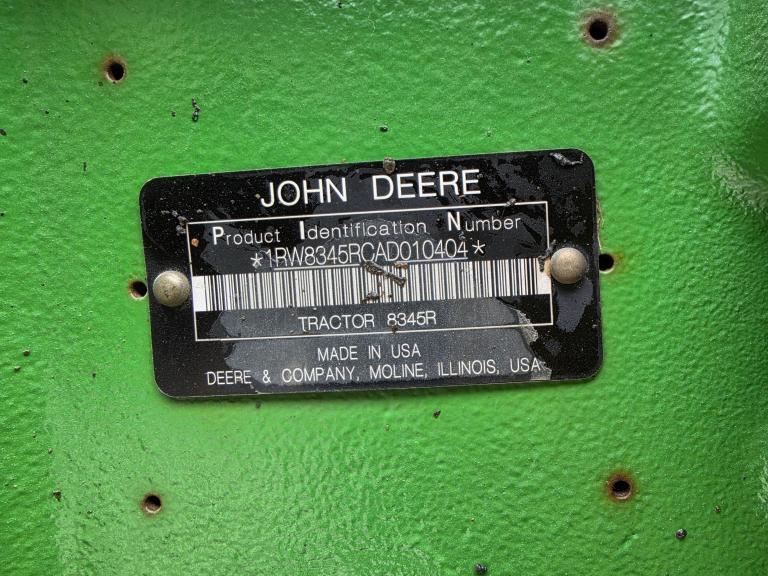 JOHN DEERE
Product Identification Number
*1RW8345RCAD010404*
TRACTOR 8345R
MADE IN USA
DEERE & COMPANY, MOLINE, ILLINOIS, USA